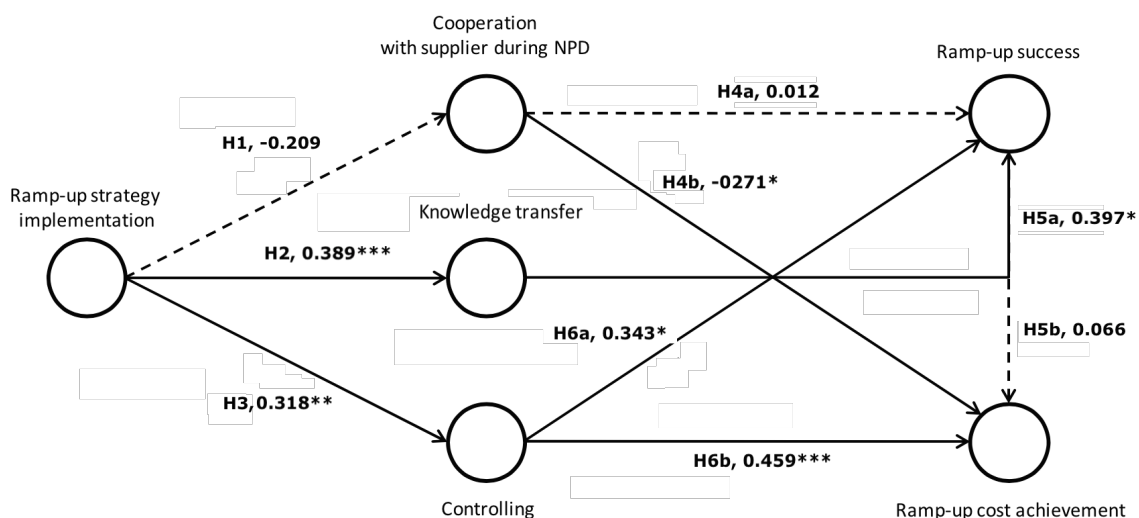 Cooperation
with supplier during NPD
Ramp-up success
H4a, 0.012
H1, -0.209
H4b, -0271*
Ramp-up strategy
implementation
Knowledge transfer
H5a, 0.397*
H2, 0.389***
H6a, 0.343*
H5b, 0.066
H3,0.318**
H6b, 0.459***
Controlling
Ramp-up cost achievement